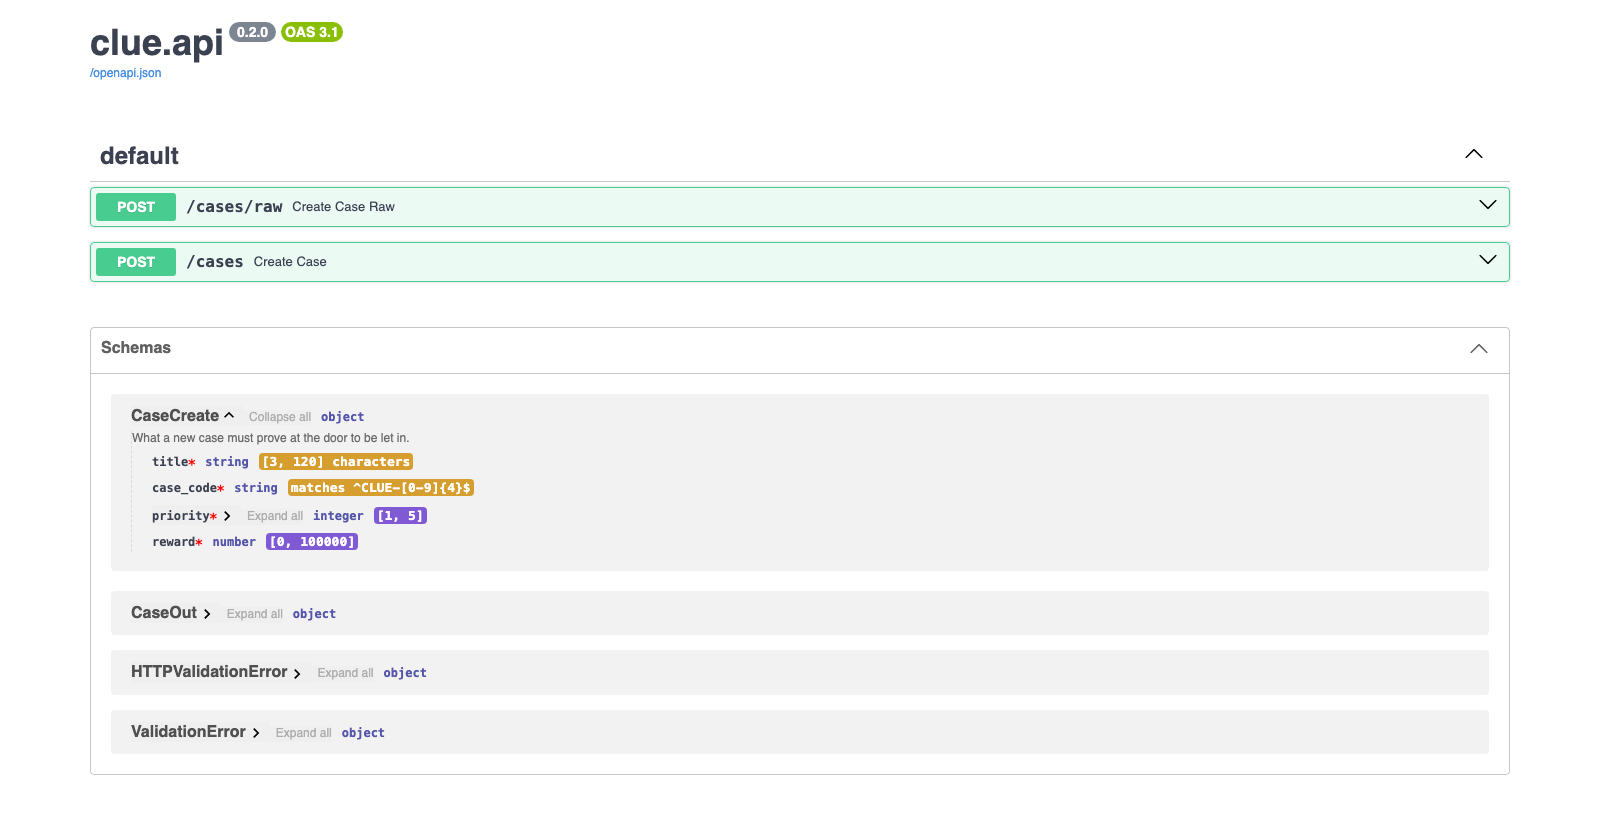 clue.api 0.2.0 OAS 3.1
/openapi.json
default
POST /cases/raw Create Case Raw
POST /cases Create Case
Schemas
CaseCreate Collapse all object
What a new case must prove at the door to be let in.
title* string [3, 120] characters
case_code* string matches ^CLUE-[0-9]{4}$
priority* Expand all integer [1, 5]
reward* number [0, 100000]
CaseOut Expand all object
HTTPValidationError Expand all object
ValidationError Expand all object